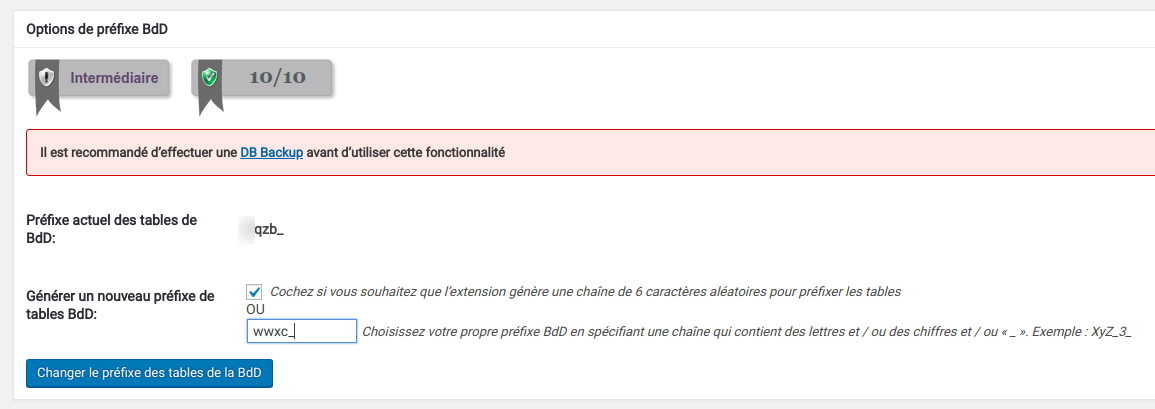 Options de préfixe BdD
Intermédiaire
10/10
Il est recommandé d'effectuer une DB Backup avant d'utiliser cette fonctionnalité
Préfixe actuel des tables de
BdD:
qzb_
Générer un nouveau préfixe de
tables BdD:
Cochez si vous souhaitez que l'extension génère une chaîne de 6 caractères aléatoires pour préfixer les tables
OU
wwxc_
Choisissez votre propre préfixe BdD en spécifiant une chaîne qui contient des lettres et / ou des chiffres et / ou « _ ». Exemple : XyZ_3_
Changer le préfixe des tables de la BdD